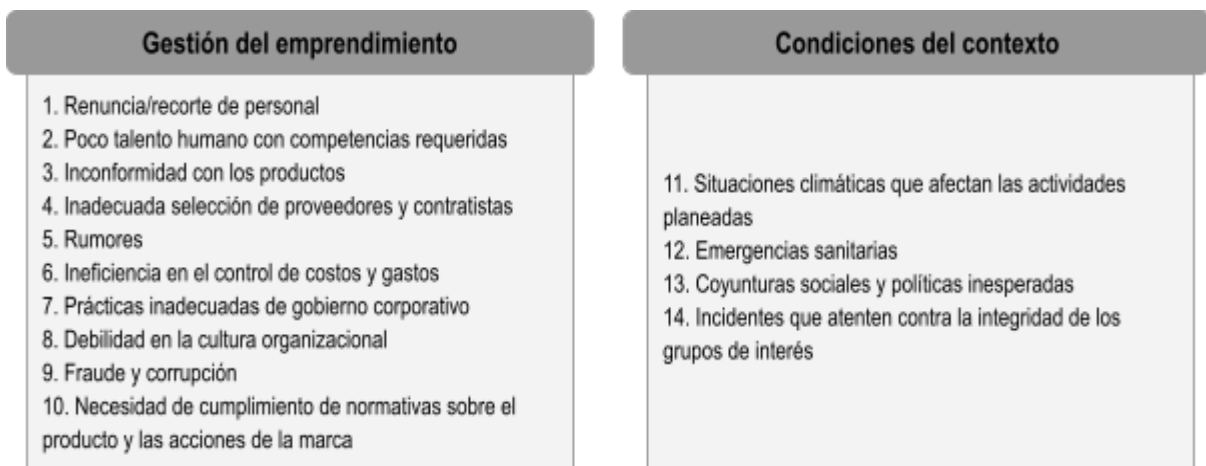 Gestión del emprendimiento
1. Renuncia/recorte de personal
2. Poco talento humano con competencias requeridas
3. Inconformidad con los productos
4. Inadecuada selección de proveedores y contratistas
5. Rumores
6. Ineficiencia en el control de costos y gastos
7. Prácticas inadecuadas de gobierno corporativo
8. Debilidad en la cultura organizacional
9. Fraude y corrupción
10. Necesidad de cumplimiento de normativas sobre el
producto y las acciones de la marca
Condiciones del contexto
11. Situaciones climáticas que afectan las actividades
planeadas
12. Emergencias sanitarias
13. Coyunturas sociales y políticas inesperadas
14. Incidentes que atenten contra la integridad de los
grupos de interés